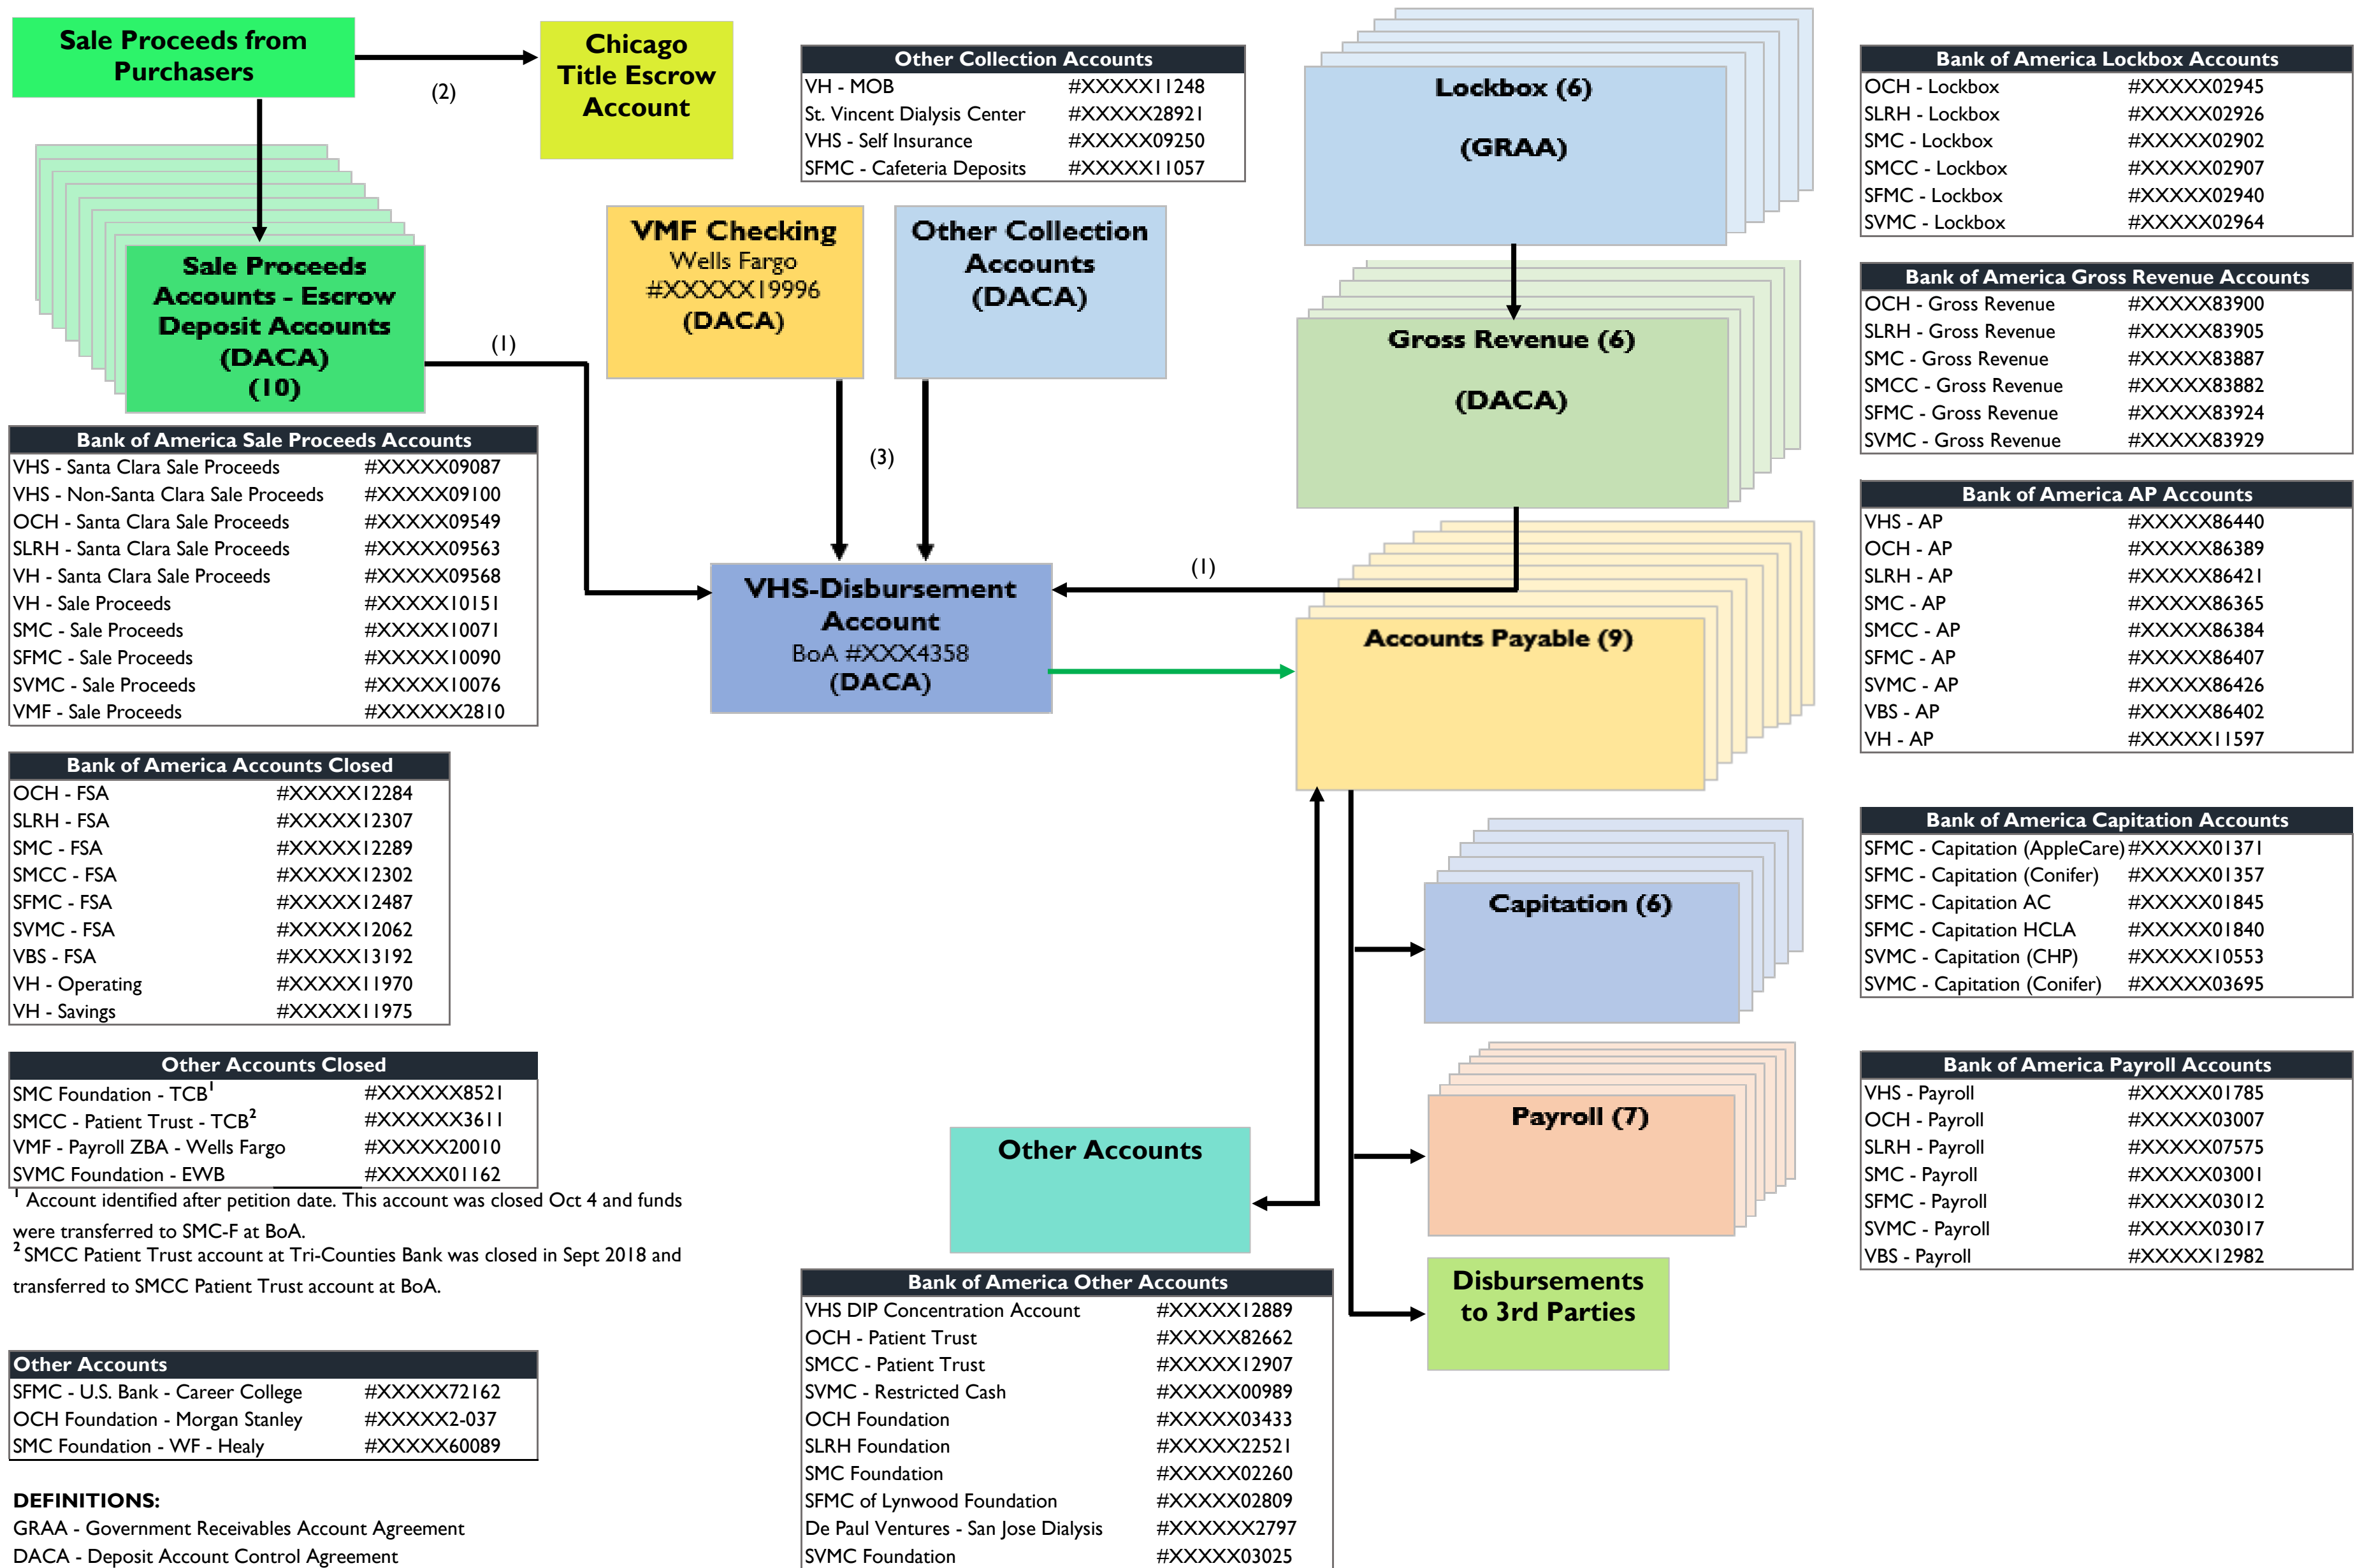 Sale Proceeds from
Purchasers
(2)
Chicago
Title Escrow
Account
Other Collection Accounts
VH - MOB #XXXXX11248
St. Vincent Dialysis Center #XXXXX28921
VHS - Self Insurance #XXXXX09250
SFMC - Cafeteria Deposits #XXXXX11057
Lockbox (6)
(GRAA)
Bank of America Lockbox Accounts
OCH - Lockbox #XXXXX02945
SLRH - Lockbox #XXXXX02926
SMC - Lockbox #XXXXX02902
SMCC - Lockbox #XXXXX02907
SFMC - Lockbox #XXXXX02940
SVMC - Lockbox #XXXXX02964
Sale Proceeds
Accounts - Escrow
Deposit Accounts
(DACA)
(10)
(1)
VMF Checking
Wells Fargo
#XXXXX19996
(DACA)
Other Collection
Accounts
(DACA)
(3)
Gross Revenue (6)
(DACA)
Bank of America Gross Revenue Accounts
OCH - Gross Revenue #XXXXX83900
SLRH - Gross Revenue #XXXXX83905
SMC - Gross Revenue #XXXXX83887
SMCC - Gross Revenue #XXXXX83882
SFMC - Gross Revenue #XXXXX83924
SVMC - Gross Revenue #XXXXX83929
Bank of America Sale Proceeds Accounts
VHS - Santa Clara Sale Proceeds #XXXXX09087
VHS - Non-Santa Clara Sale Proceeds #XXXXX09100
OCH - Santa Clara Sale Proceeds #XXXXX09549
SLRH - Santa Clara Sale Proceeds #XXXXX09563
VH - Santa Clara Sale Proceeds #XXXXX09568
VH - Sale Proceeds #XXXXX10151
SMC - Sale Proceeds #XXXXX10071
SFMC - Sale Proceeds #XXXXX10090
SVMC - Sale Proceeds #XXXXX10076
VMF - Sale Proceeds #XXXXXX2810
VHS-Disbursement
Account
BoA #XXX4358
(DACA)
(1)
Accounts Payable (9)
Bank of America AP Accounts
VHS - AP #XXXXX86440
OCH - AP #XXXXX86389
SLRH - AP #XXXXX86421
SMC - AP #XXXXX86365
SMCC - AP #XXXXX86384
SFMC - AP #XXXXX86407
SVMC - AP #XXXXX86426
VBS - AP #XXXXX86402
VH - AP #XXXXX11597
Bank of America Accounts Closed
OCH - FSA #XXXXX12284
SLRH - FSA #XXXXX12307
SMC - FSA #XXXXX12289
SMCC - FSA #XXXXX12302
SFMC - FSA #XXXXX12487
SVMC - FSA #XXXXX12062
VBS - FSA #XXXXX13192
VH - Operating #XXXXX11970
VH - Savings #XXXXX11975
Capitation (6)
Bank of America Capitation Accounts
SFMC - Capitation (AppleCare) #XXXXX01371
SFMC - Capitation (Conifer) #XXXXX01357
SFMC - Capitation AC #XXXXX01845
SFMC - Capitation HCLA #XXXXX01840
SVMC - Capitation (CHP) #XXXXX10553
SVMC - Capitation (Conifer) #XXXXX03695
Other Accounts Closed
SMC Foundation - TCB¹ #XXXXXX8521
SMCC - Patient Trust - TCB² #XXXXXX3611
VMF - Payroll ZBA - Wells Fargo #XXXXX20010
SVMC Foundation - EWB #XXXXX01162
¹ Account identified after petition date. This account was closed Oct 4 and funds
were transferred to SMC-F at BoA.
² SMCC Patient Trust account at Tri-Counties Bank was closed in Sept 2018 and
transferred to SMCC Patient Trust account at BoA.
Payroll (7)
Bank of America Payroll Accounts
VHS - Payroll #XXXXX01785
OCH - Payroll #XXXXX03007
SLRH - Payroll #XXXXX07575
SMC - Payroll #XXXXX03001
SFMC - Payroll #XXXXX03012
SVMC - Payroll #XXXXX03017
VBS - Payroll #XXXXX12982
Other Accounts
Disbursements
to 3rd Parties
Other Accounts
SFMC - U.S. Bank - Career College #XXXXX72162
OCH Foundation - Morgan Stanley #XXXXX2-037
SMC Foundation - WF - Healy #XXXXX60089
Bank of America Other Accounts
VHS DIP Concentration Account #XXXXX12889
OCH - Patient Trust #XXXXX82662
SMCC - Patient Trust #XXXXX12907
SVMC - Restricted Cash #XXXXX00989
OCH Foundation #XXXXX03433
SLRH Foundation #XXXXX22521
SMC Foundation #XXXXX02260
SFMC of Lynwood Foundation #XXXXX02809
De Paul Ventures - San Jose Dialysis #XXXXXX2797
SVMC Foundation #XXXXX03025
DEFINITIONS:
GRAA - Government Receivables Account Agreement
DACA - Deposit Account Control Agreement